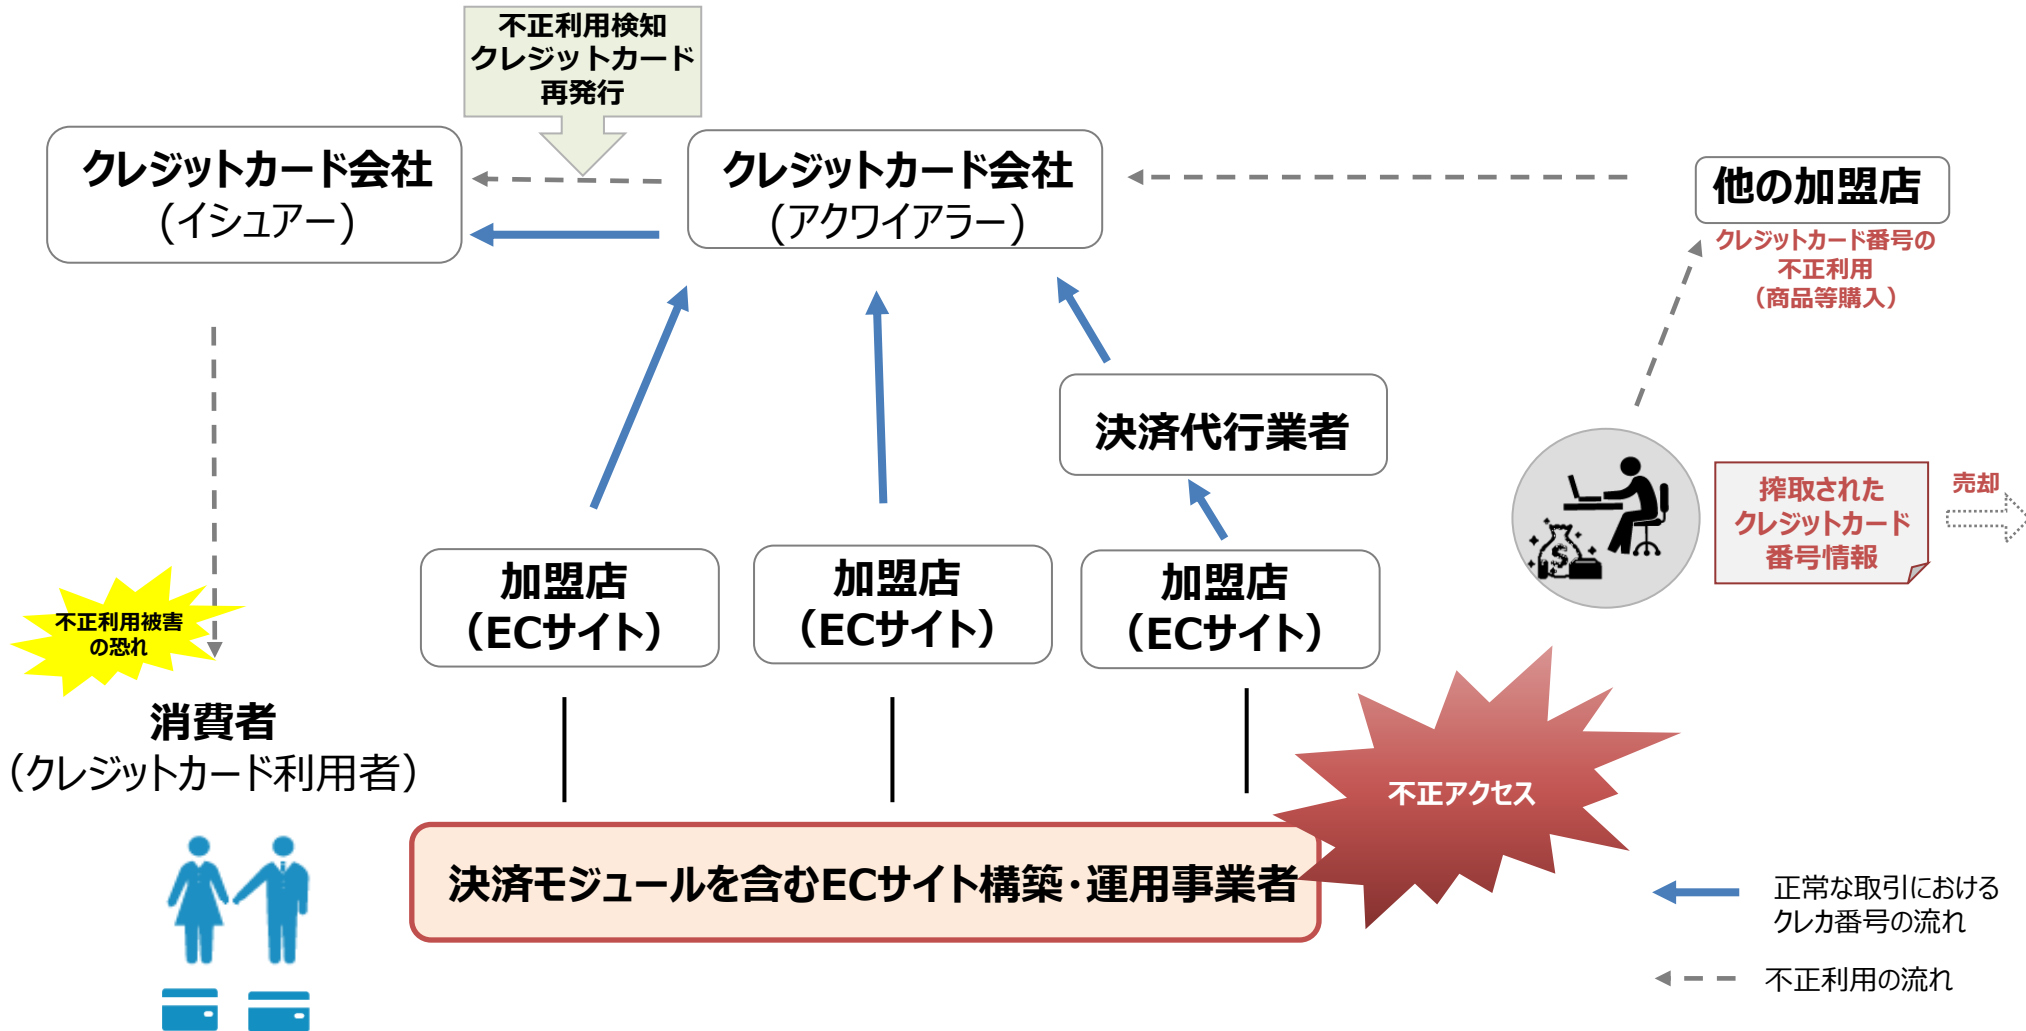 不正利用検知
クレジットカード
再発行
クレジットカード会社
(イシュアー)
クレジットカード会社
(アクワイアラー)
他の加盟店
クレジットカード番号の
不正利用
（商品等購入）
決済代行業者
搾取された
クレジットカード
番号情報
売却
加盟店
（ECサイト）
加盟店
（ECサイト）
加盟店
（ECサイト）
不正利用被害
の恐れ
消費者
（クレジットカード利用者）
不正アクセス
決済モジュールを含むECサイト構築・運用事業者
正常な取引における
クレカ番号の流れ
不正利用の流れ